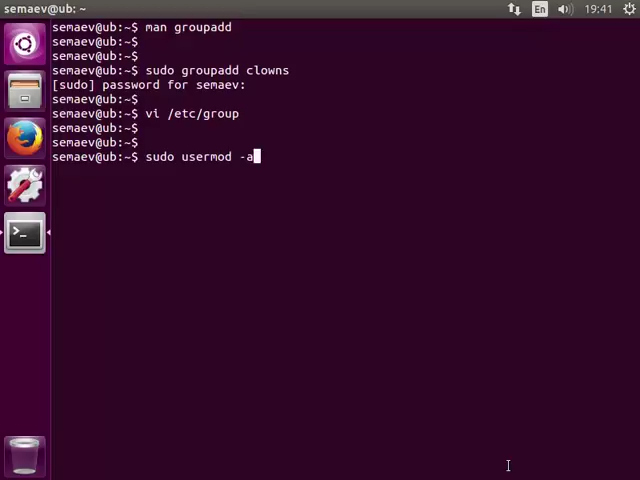 semaev@ub: ~
En
19:41
semaev@ub:~$ man groupadd
semaev@ub:~$
semaev@ub:~$
semaev@ub:~$ sudo groupadd clowns
[sudo] password for semaev:
semaev@ub:~$
semaev@ub:~$ vi /etc/group
semaev@ub:~$
semaev@ub:~$
semaev@ub:~$ sudo usermod -a
>_